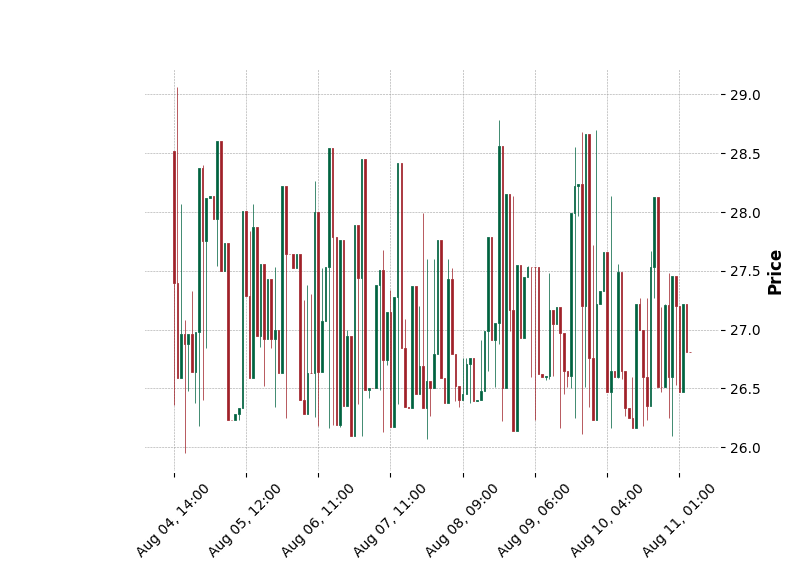 29.0
28.5
28.0
27.5
27.0
26.5
26.0
Price
Aug 04, 14:00
Aug 05, 12:00
Aug 06, 11:00
Aug 07, 11:00
Aug 08, 09:00
Aug 09, 06:00
Aug 10, 04:00
Aug 11, 01:00